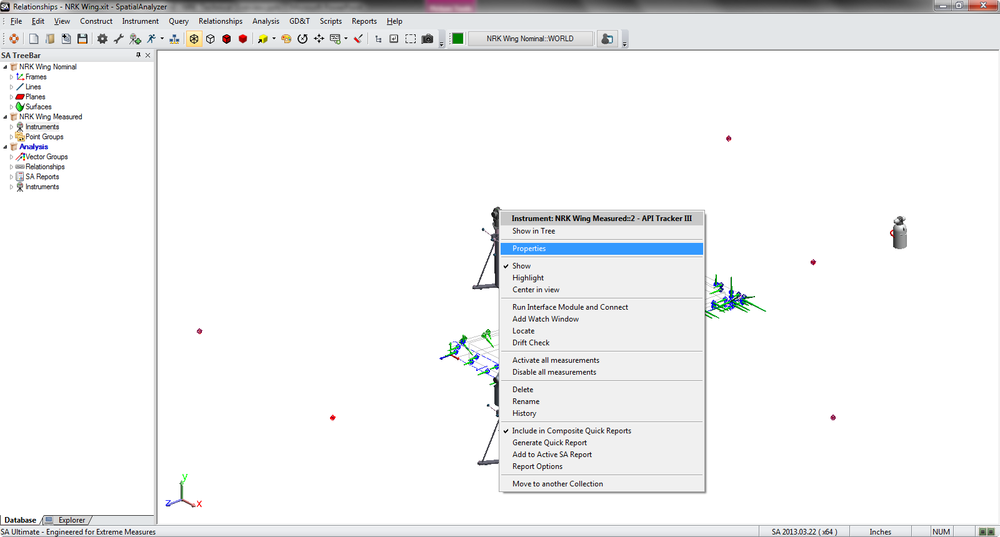 Relationships - NRK Wing.xit - SpatialAnalyzer
File Edit View Construct Instrument Query Relationships Analysis GD&T Scripts Reports Help
NRK Wing Nominal::WORLD
SA TreeBar
NRK Wing Nominal
Frames
Lines
Planes
Surfaces
NRK Wing Measured
Instruments
Point Groups
Analysis
Vector Groups
Relationships
SA Reports
Instruments
Instrument: NRK Wing Measured::2 - API Tracker III
Show in Tree
Properties
Show
Highlight
Center in view
Run Interface Module and Connect
Add Watch Window
Locate
Drift Check
Activate all measurements
Disable all measurements
Delete
Rename
History
Include in Composite Quick Reports
Generate Quick Report
Add to Active SA Report
Report Options
Move to another Collection
y
z
x
Database Explorer
SA Ultimate - Engineered for Extreme Measures
SA 2013.03.22 ( x64 ) Inches NUM